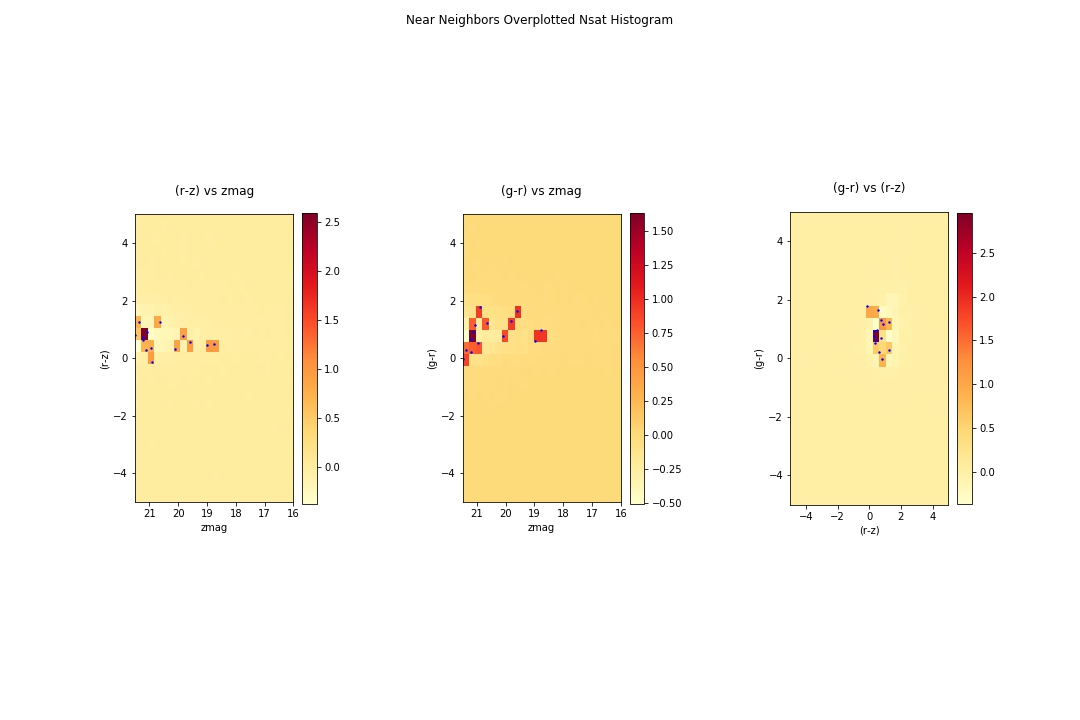 Near Neighbors Overplotted Nsat Histogram
(r-z) vs zmag
(g-r) vs zmag
(g-r) vs (r-z)
4
2
0
−2
−4
(r-z)
21 20 19 18 17 16
zmag
2.5
2.0
1.5
1.0
0.5
0.0
4
2
0
−2
−4
(g-r)
21 20 19 18 17 16
zmag
1.50
1.25
1.00
0.75
0.50
0.25
0.00
−0.25
−0.50
4
2
0
−2
−4
(g-r)
−4 −2 0 2 4
(r-z)
2.5
2.0
1.5
1.0
0.5
0.0